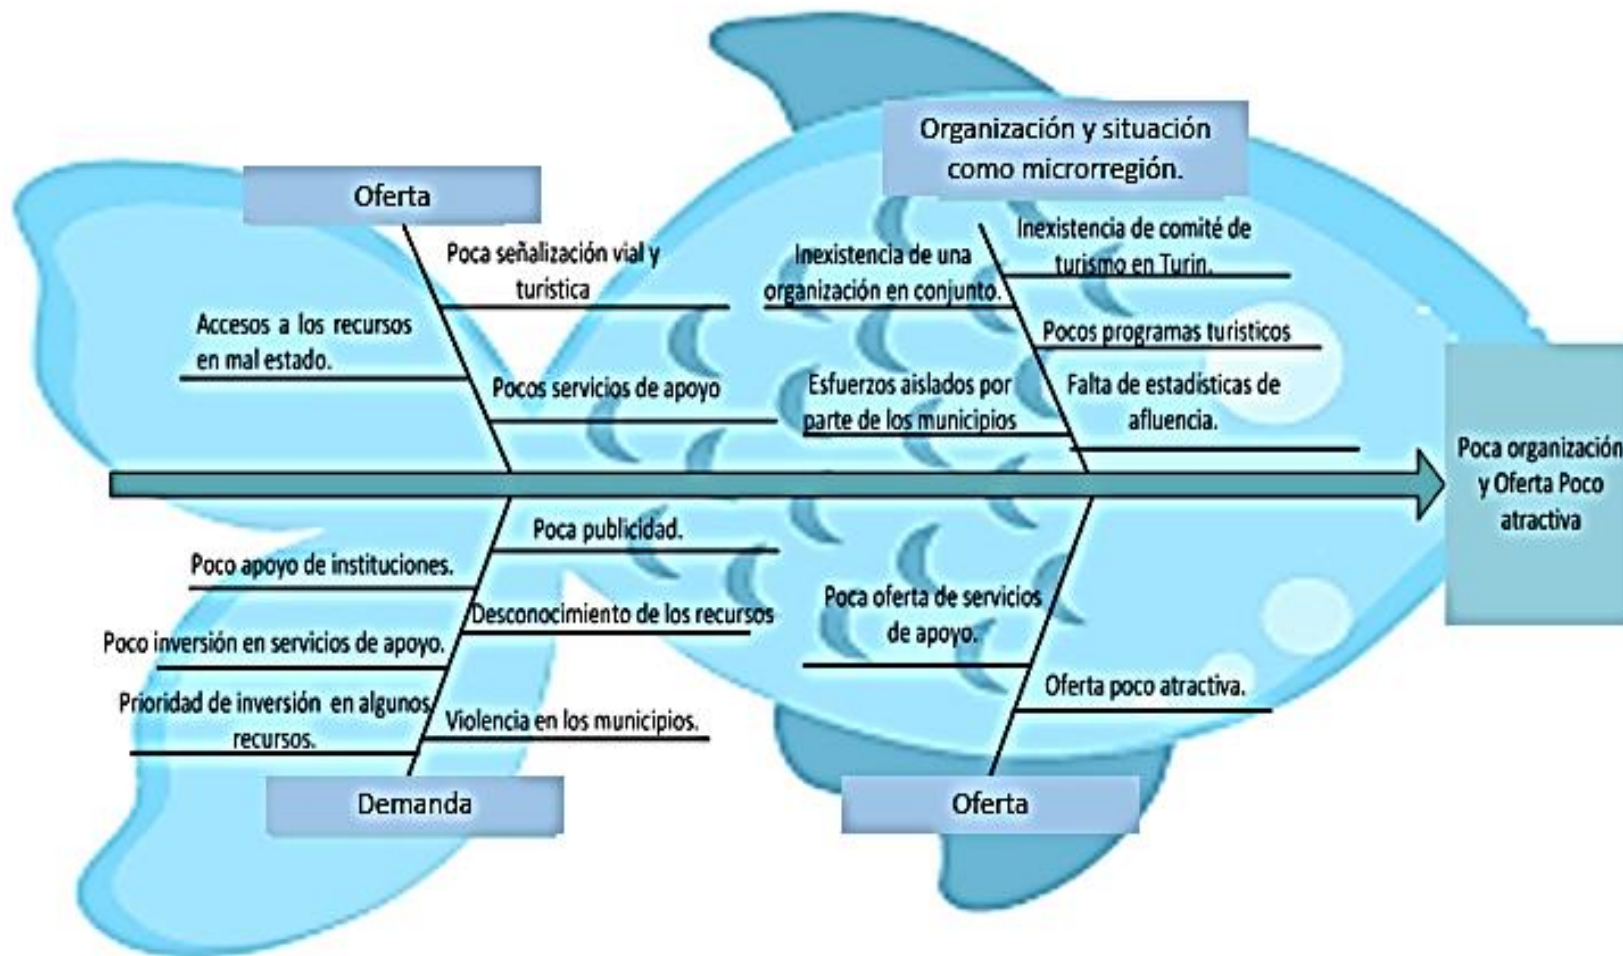 Oferta
Poca señalización vial y
turística
Accesos a los recursos
en mal estado.
Pocos servicios de apoyo
Organización y situación
como microrregión.
Inexistencia de una
organización en conjunto.
Inexistencia de comité de
turismo en Turin.
Pocos programas turisticos
Esfuerzos aislados por
parte de los municipios
Falta de estadísticas de
afluencia.
Poca organización
y Oferta Poco
atractiva
Poca publicidad.
Poco apoyo de instituciones.
Desconocimiento de los recursos
Poco inversión en servicios de apoyo.
Prioridad de inversión en algunos
recursos.
Violencia en los municipios.
Demanda
Poca oferta de servicios
de apoyo.
Oferta poco atractiva.
Oferta